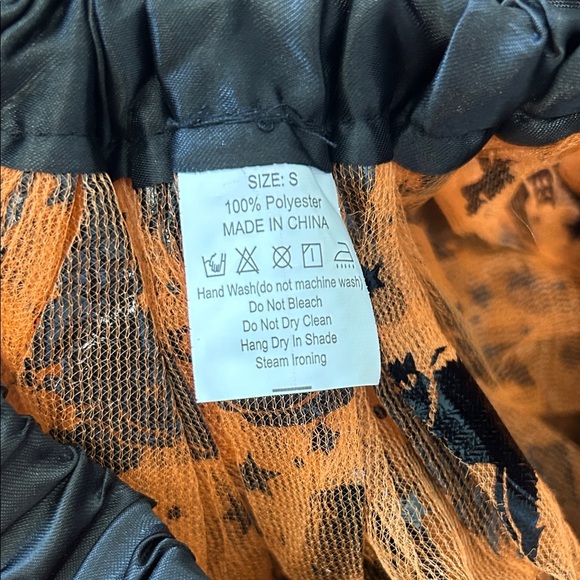 SIZE: S
100% Polyester
MADE IN CHINA
Hand Wash(do not machine wash)
Do Not Bleach
Do Not Dry Clean
Hang Dry In Shade
Steam Ironing